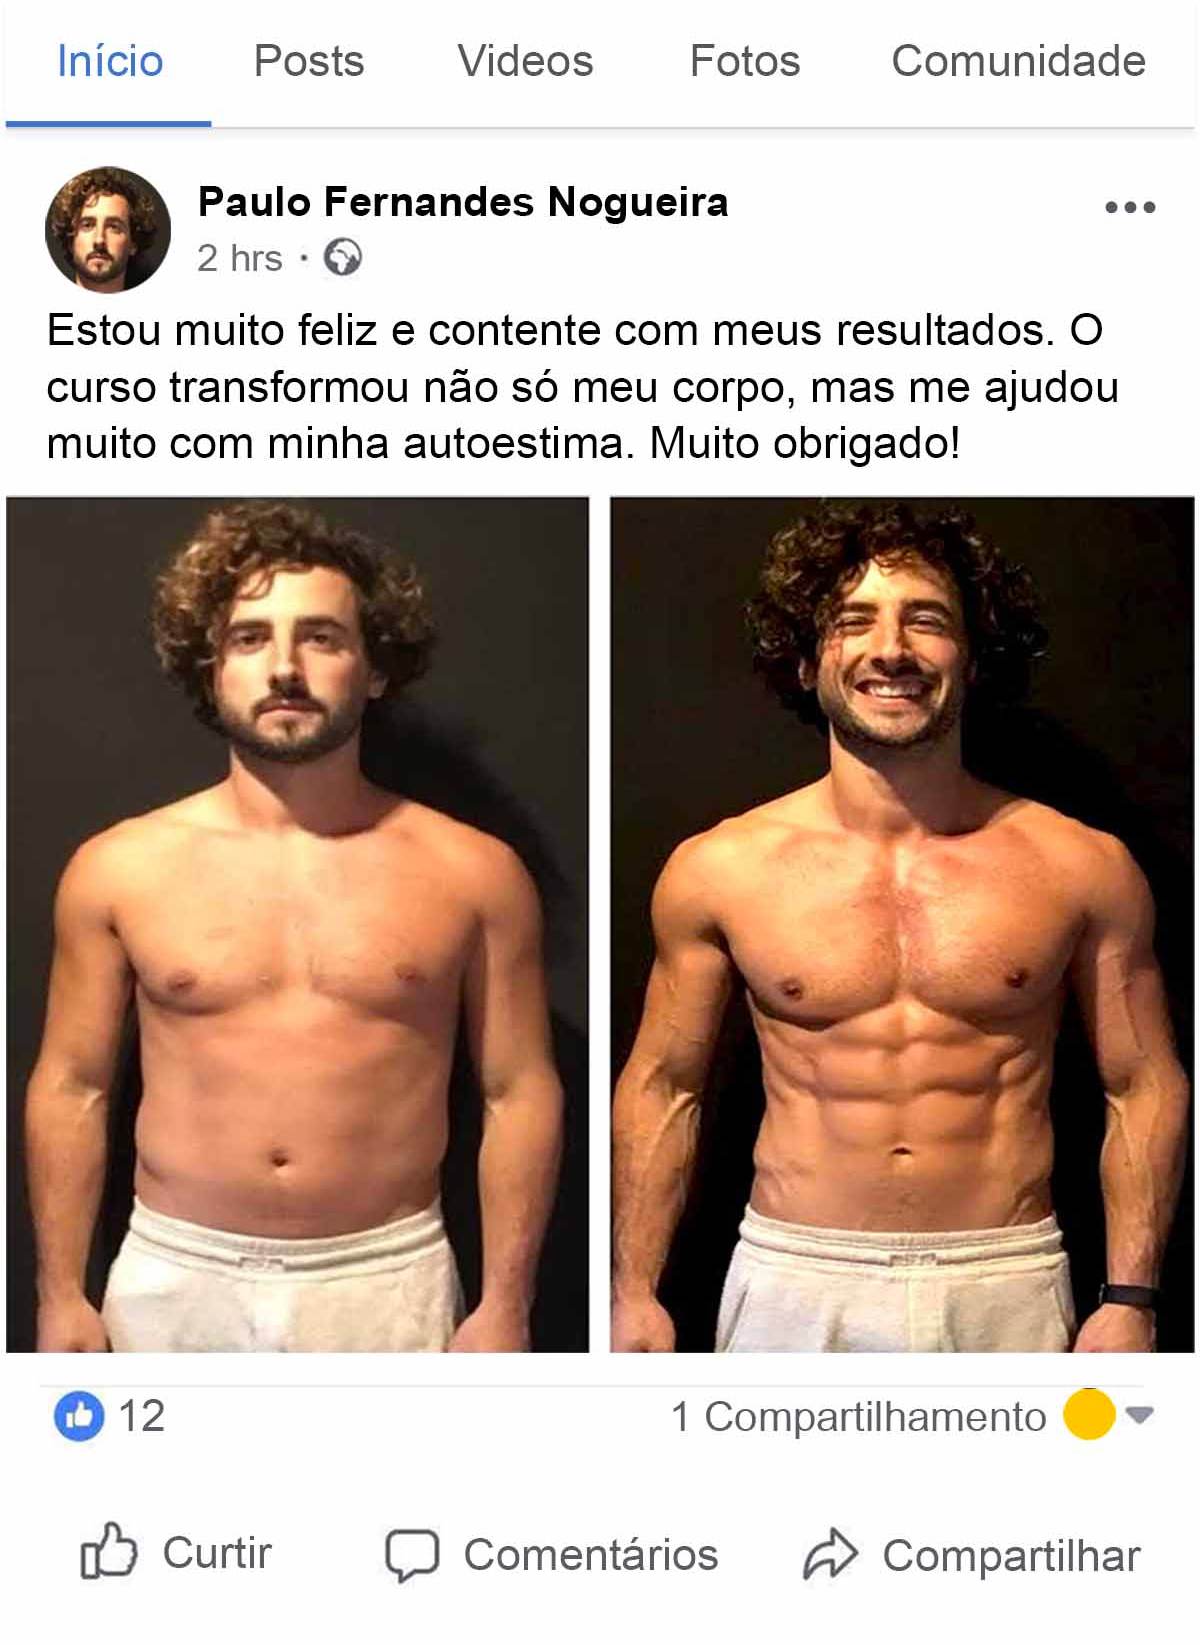 Início Posts Videos Fotos Comunidade
Paulo Fernandes Nogueira
2 hrs ·
Estou muito feliz e contente com meus resultados. O
curso transformou não só meu corpo, mas me ajudou
muito com minha autoestima. Muito obrigado!
12 1 Compartilhamento
Curtir Comentários Compartilhar